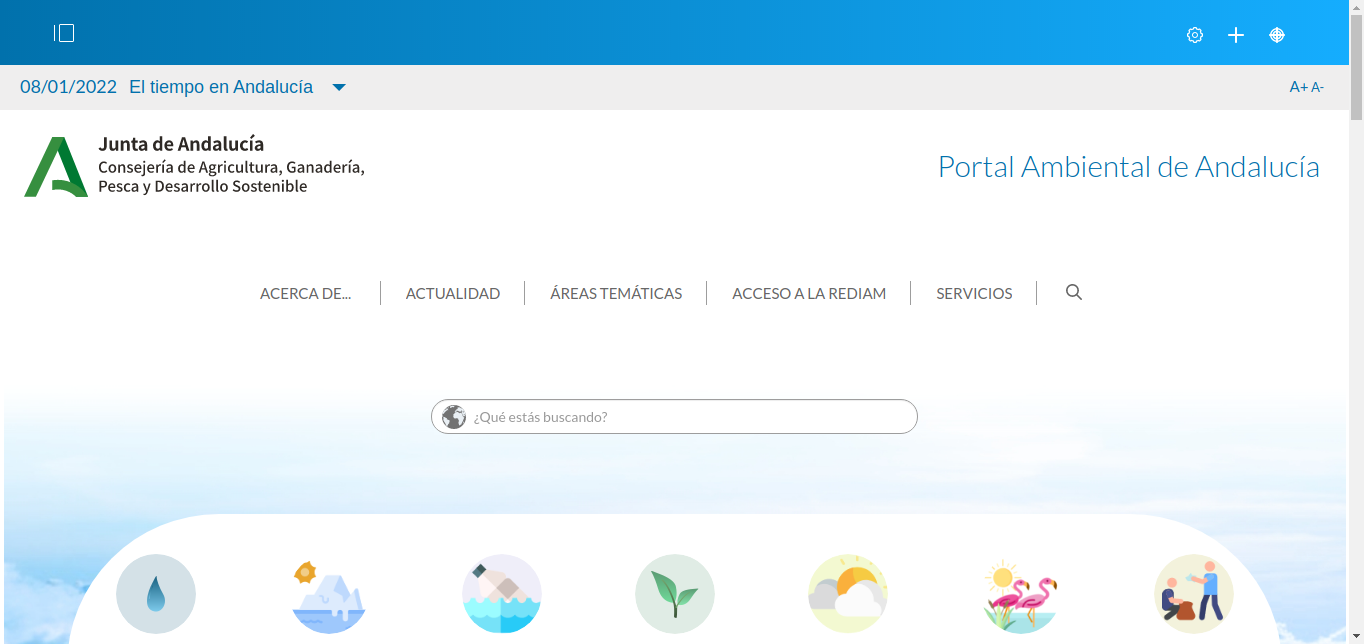 08/01/2022 El tiempo en Andalucía
A+ A-
Junta de Andalucía
Consejería de Agricultura, Ganadería,
Pesca y Desarrollo Sostenible
Portal Ambiental de Andalucía
ACERCA DE... ACTUALIDAD ÁREAS TEMÁTICAS ACCESO A LA REDIAM SERVICIOS
¿Qué estás buscando?